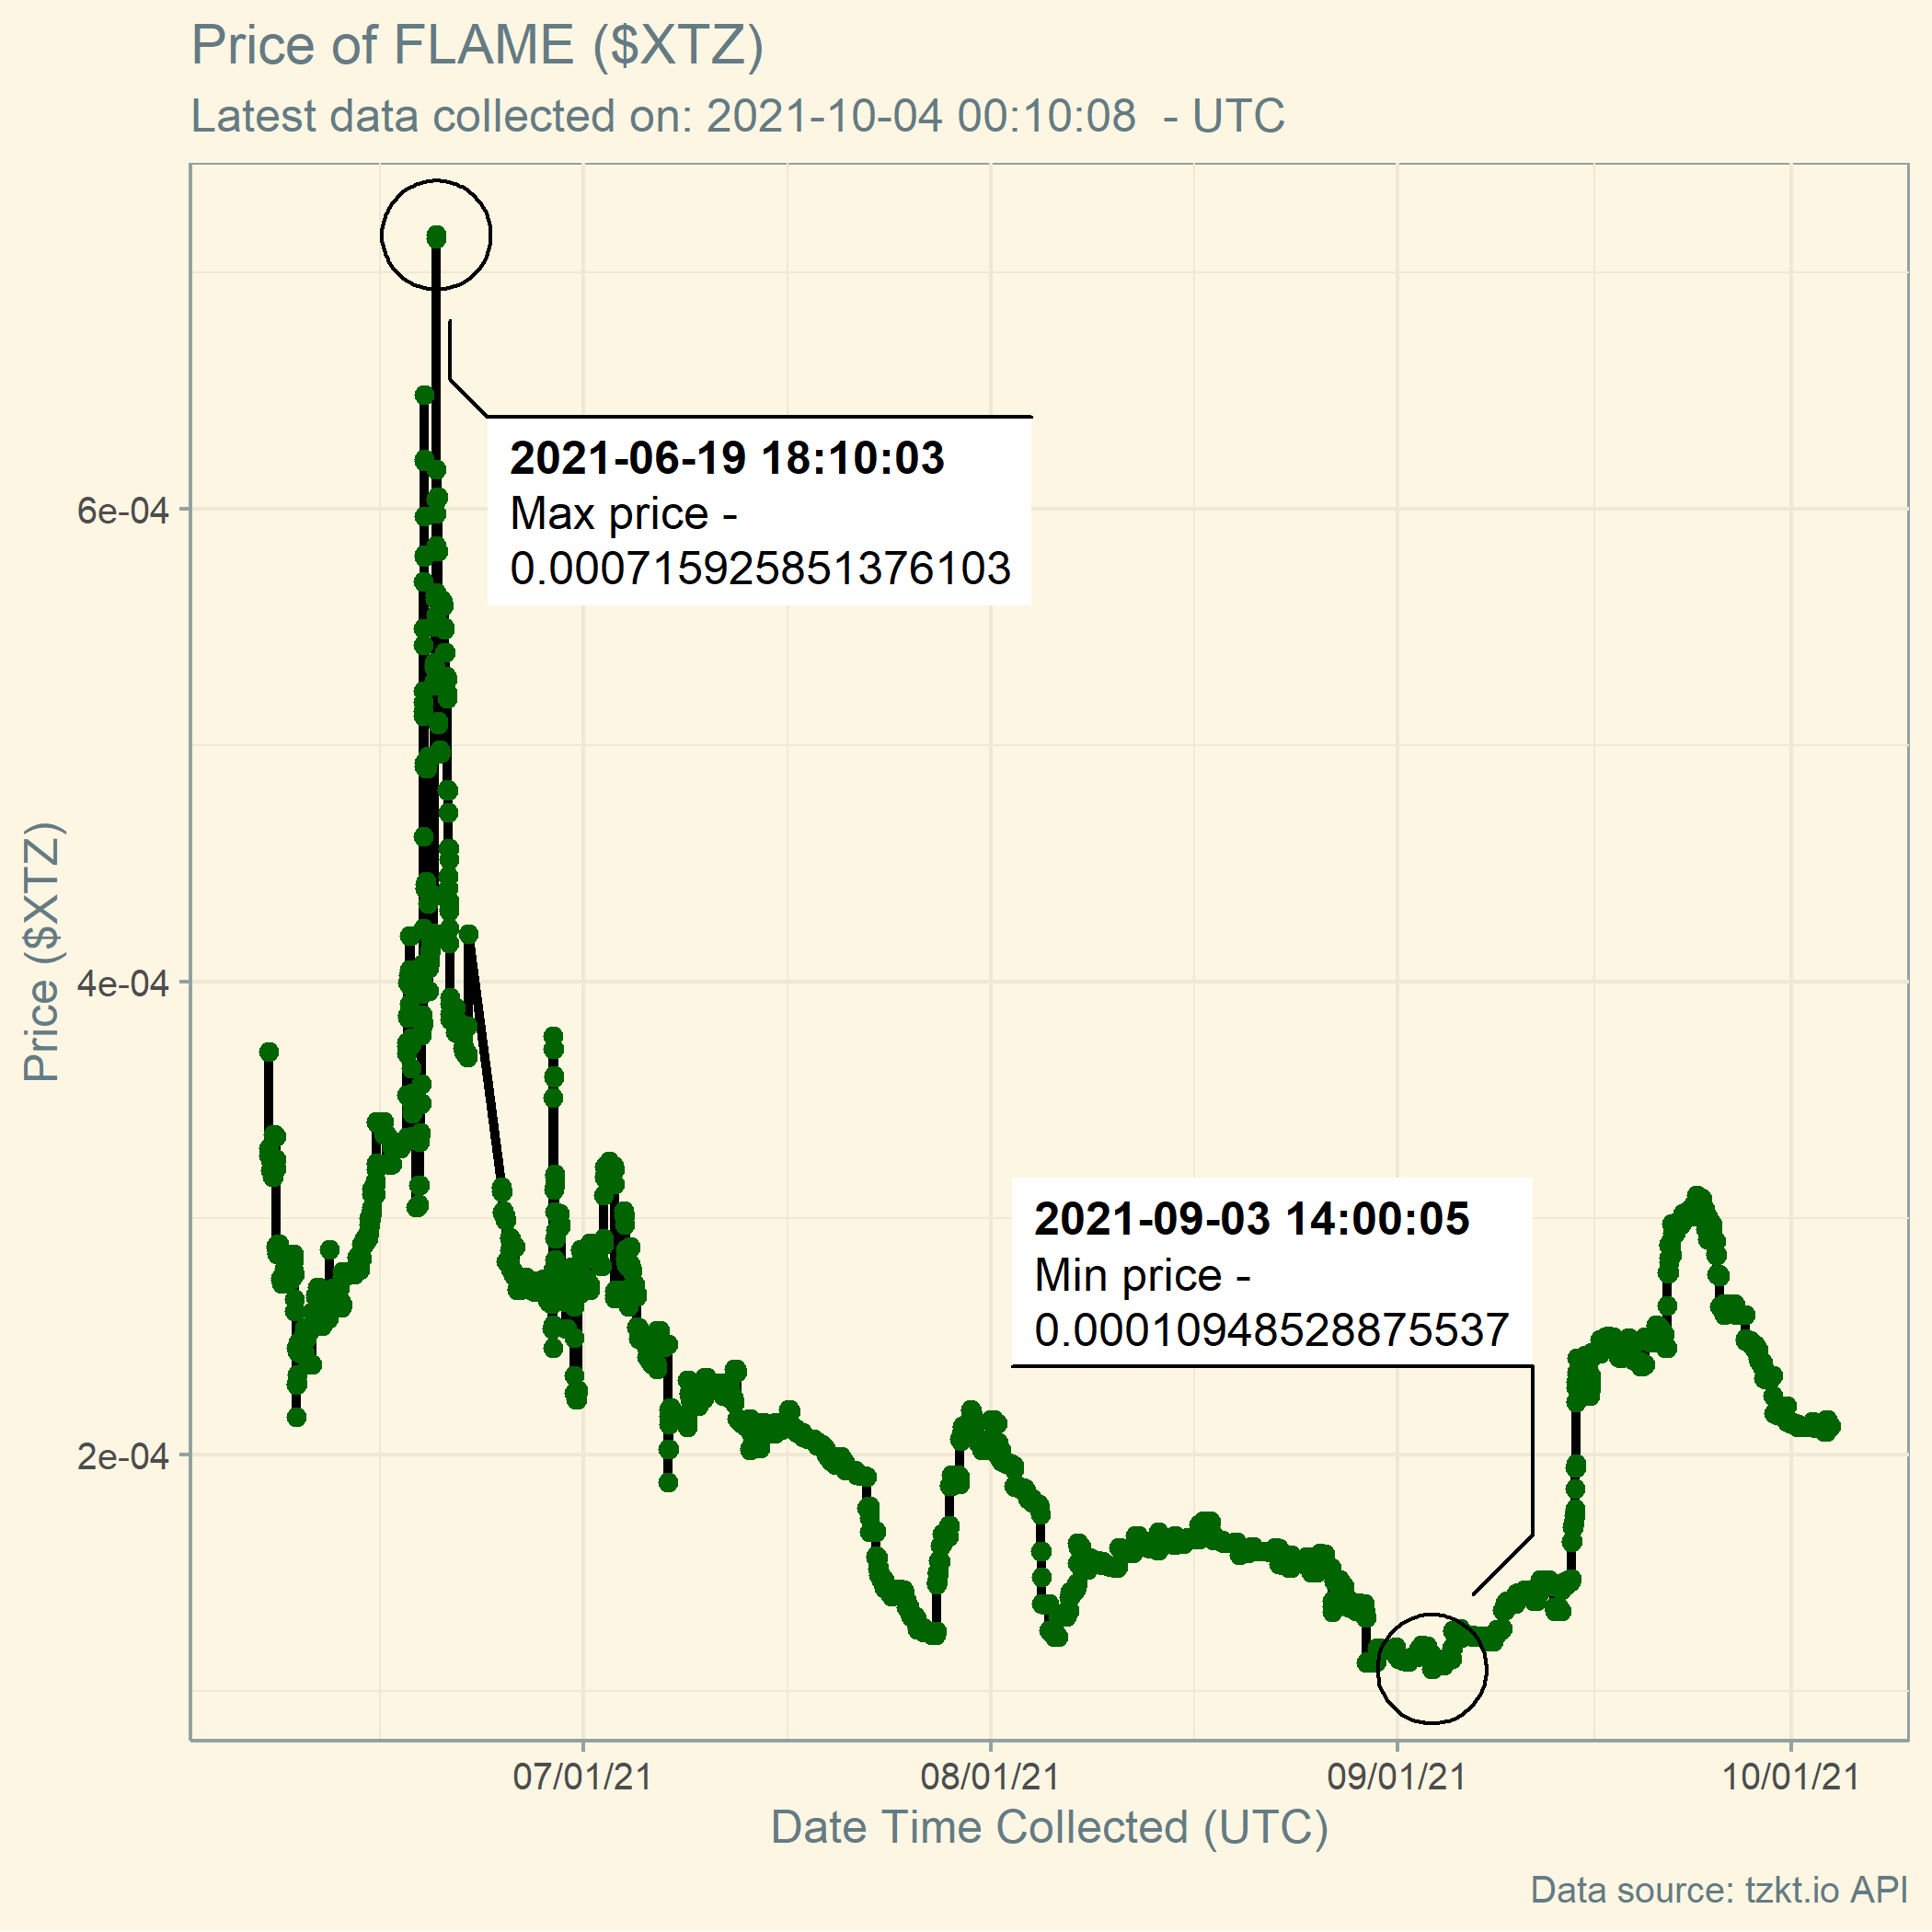 Price of FLAME ($XTZ)
Latest data collected on: 2021-10-04 00:10:08  - UTC
2021-06-19 18:10:03
Max price -
0.000715925851376103
6e-04
4e-04
2e-04
Price ($XTZ)
2021-09-03 14:00:05
Min price -
0.00010948528875537
07/01/21
08/01/21
09/01/21
10/01/21
Date Time Collected (UTC)
Data source: tzkt.io API